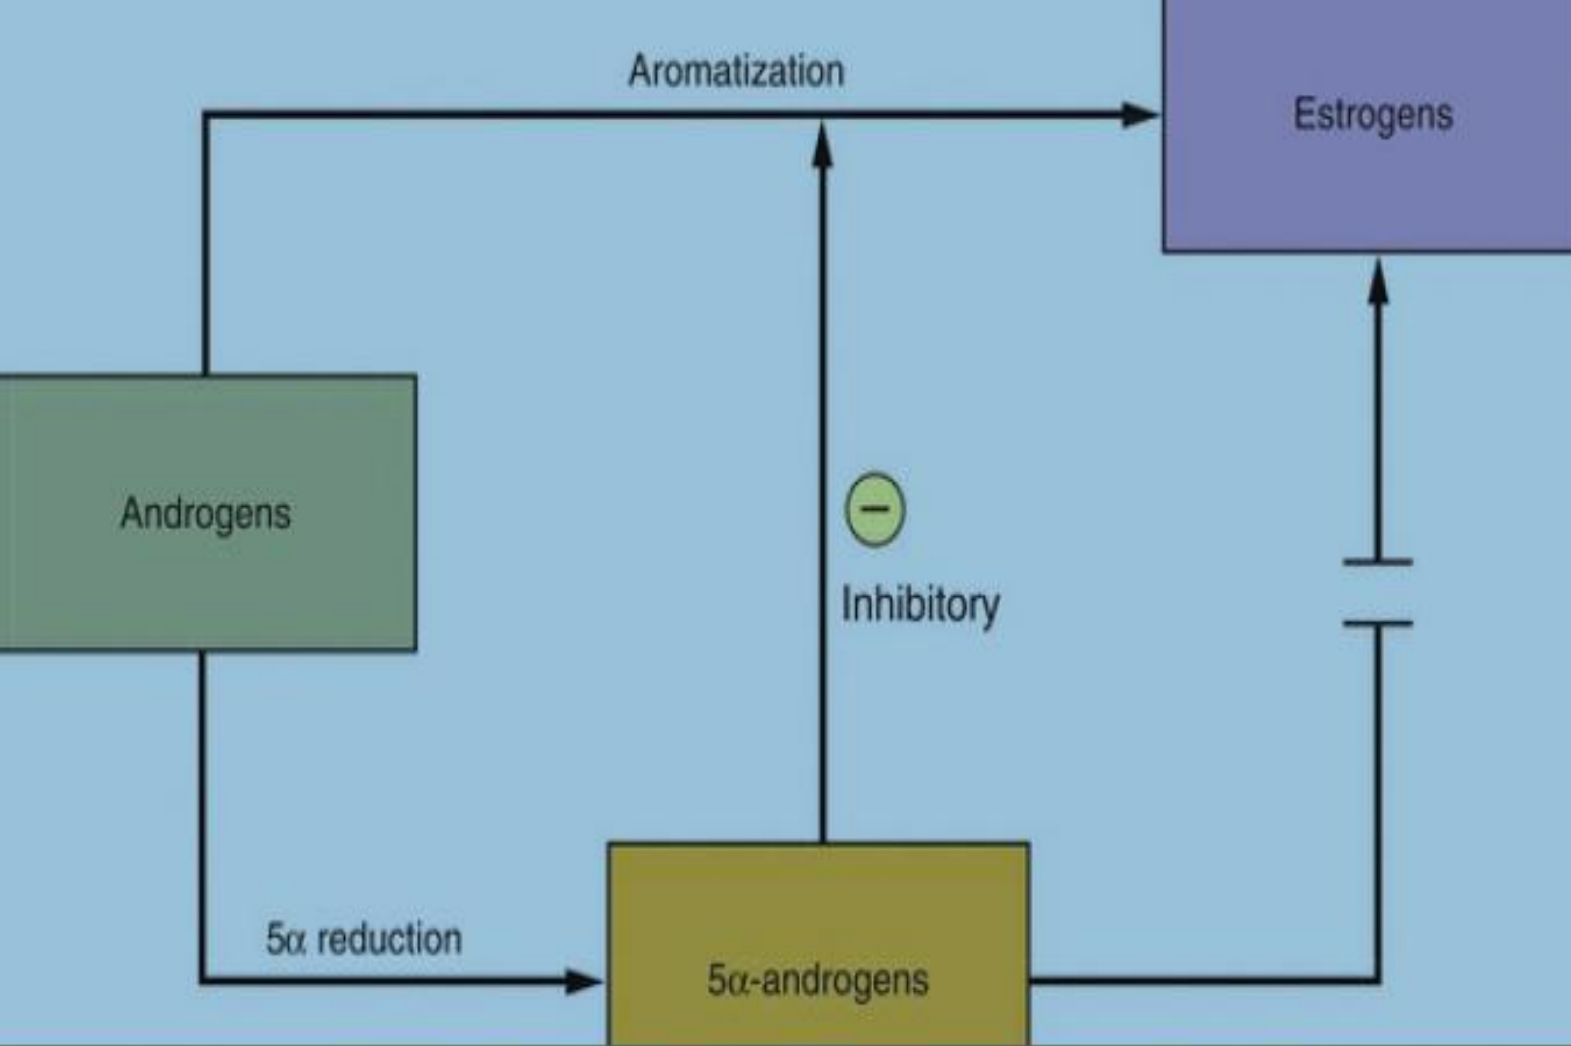 Aromatization
Estrogens
Androgens
−
Inhibitory
5α reduction
5α-androgens